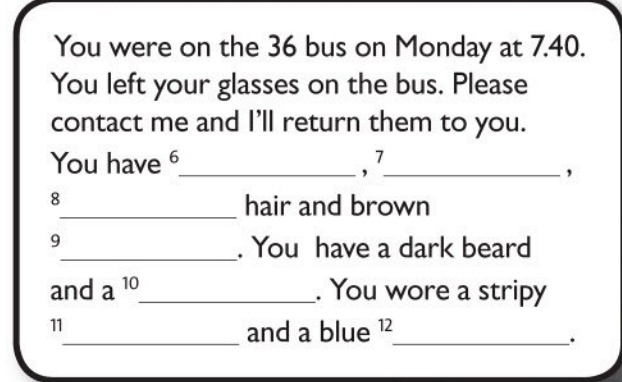 You were on the 36 bus on Monday at 7.40.
You left your glasses on the bus. Please
contact me and I'll return them to you.
You have 6____________ , 7____________ ,
8____________ hair and brown
9____________. You have a dark beard
and a 10____________. You wore a stripy
11____________ and a blue 12____________.